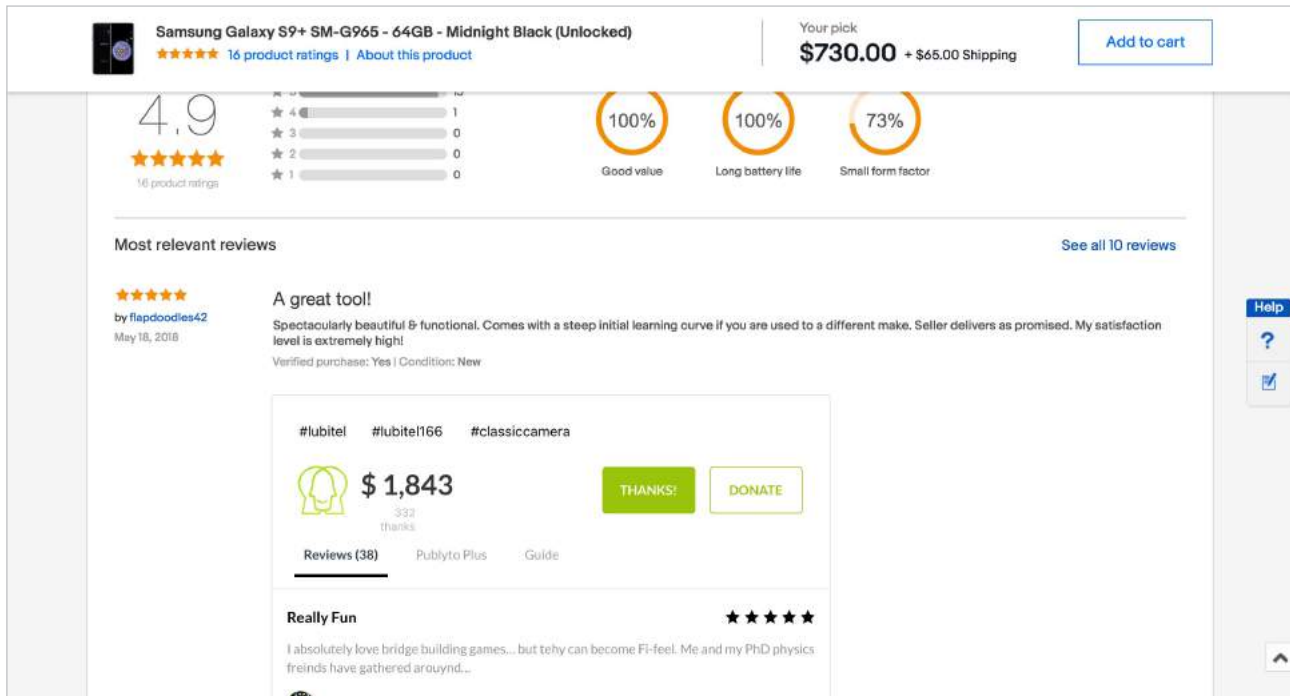 Samsung Galaxy S9+ SM-G965 - 64GB - Midnight Black (Unlocked)
16 product ratings | About this product
Your pick
$730.00 + $65.00 Shipping
Add to cart
4.9
16 product ratings
4 1
3 0
2 0
1 0
100%
Good value
100%
Long battery life
73%
Small form factor
Most relevant reviews
See all 10 reviews
by flapdoodles42
May 18, 2018
A great tool!
Spectacularly beautiful & functional. Comes with a steep initial learning curve if you are used to a different make. Seller delivers as promised. My satisfaction
level is extremely high!
Verified purchase: Yes | Condition: New
Help
?
#lubitel #lubitel166 #classiccamera
$ 1,843
332
thanks
THANKS!
DONATE
Reviews (38) Publyto Plus Guide
Really Fun
I absolutely love bridge building games... but tehy can become Fi-feel. Me and my PhD physics
freinds have gathered arouynd...